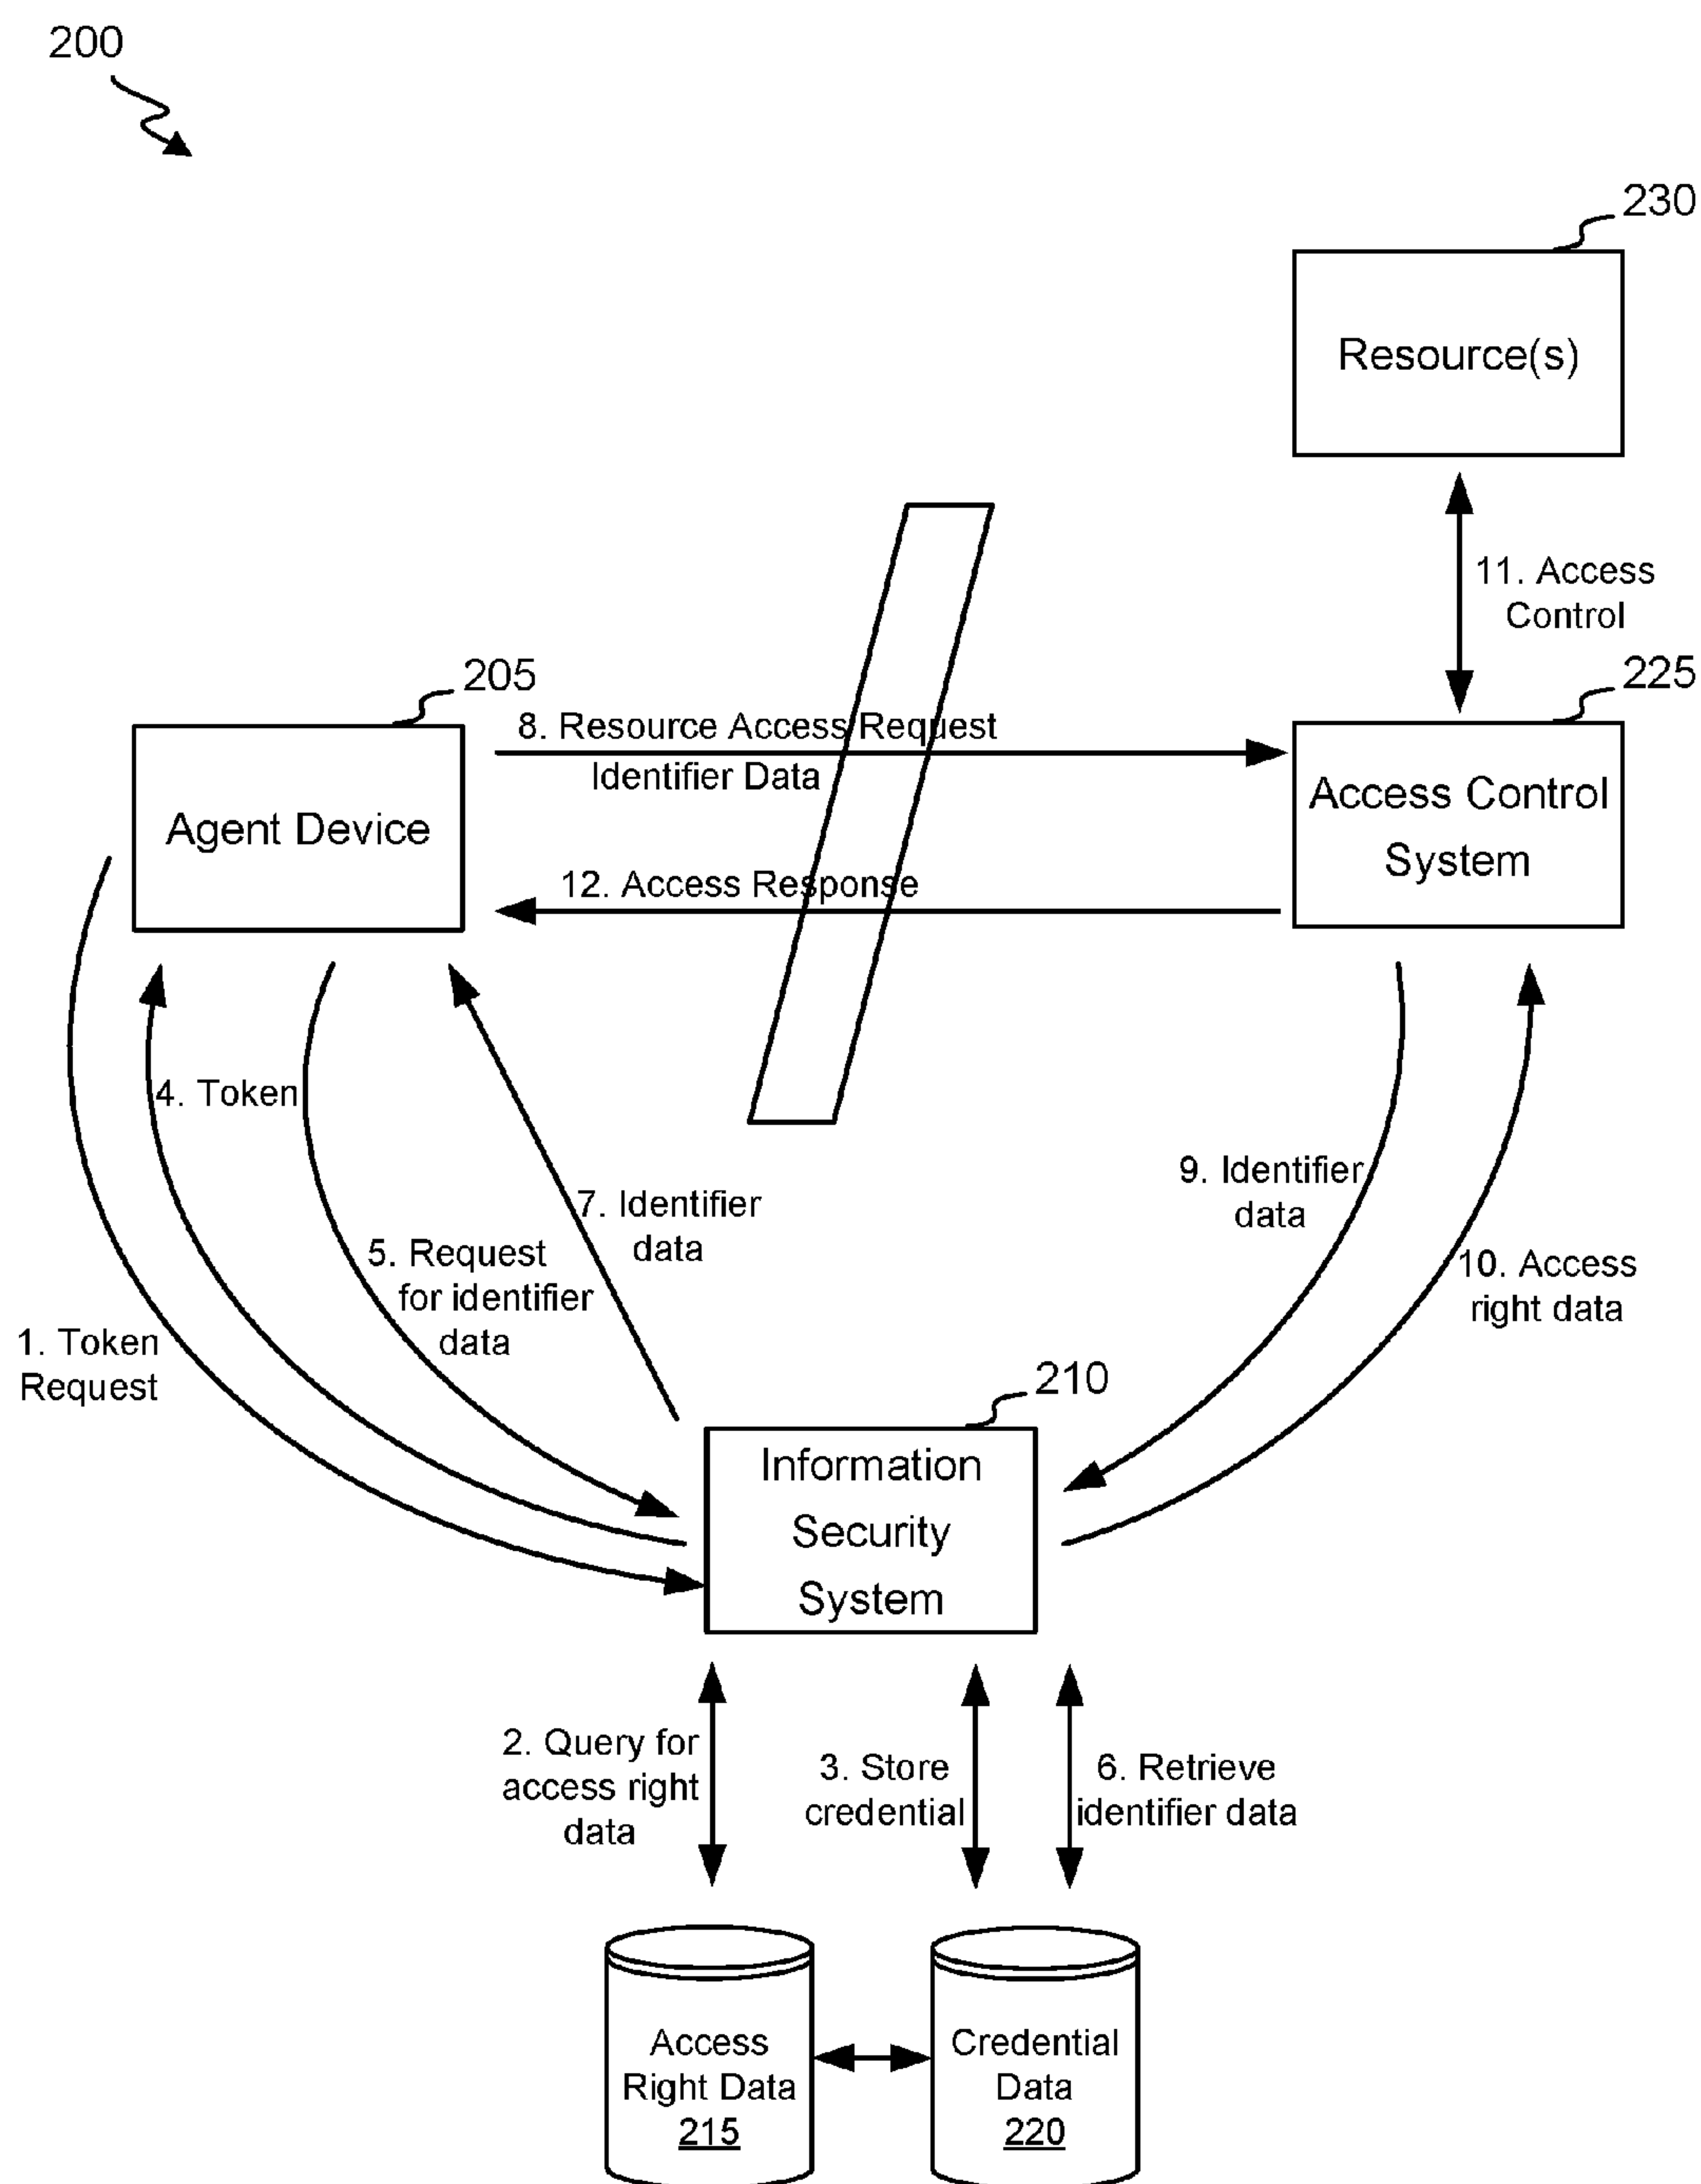 200
230
Resource(s)
11. Access
Control
205
225
8. Resource Access Request
Identifier Data
Agent Device
Access Control
System
12. Access Response
4. Token
9. Identifier
data
7. Identifier
data
5. Request
for identifier
data
10. Access
right data
1. Token
Request
210
Information
Security
System
2. Query for
access right
data
3. Store
credential
6. Retrieve
identifier data
Access
Right Data
215
Credential
Data
220